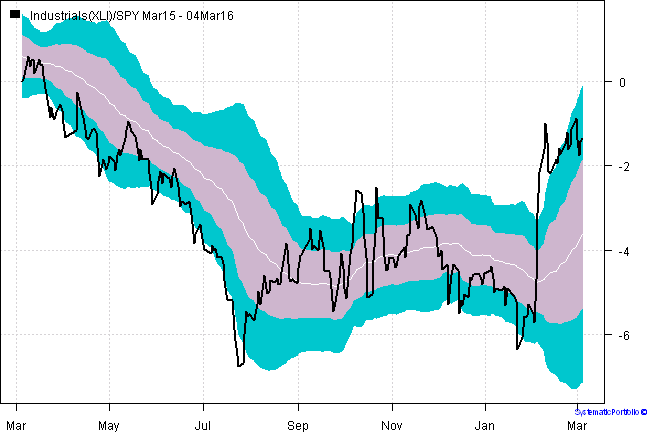 Industrials(XLI)/SPY Mar15 - 04Mar16
0
-2
-4
-6
SystematicPortfolio ©
Mar May Jul Sep Nov Jan Mar